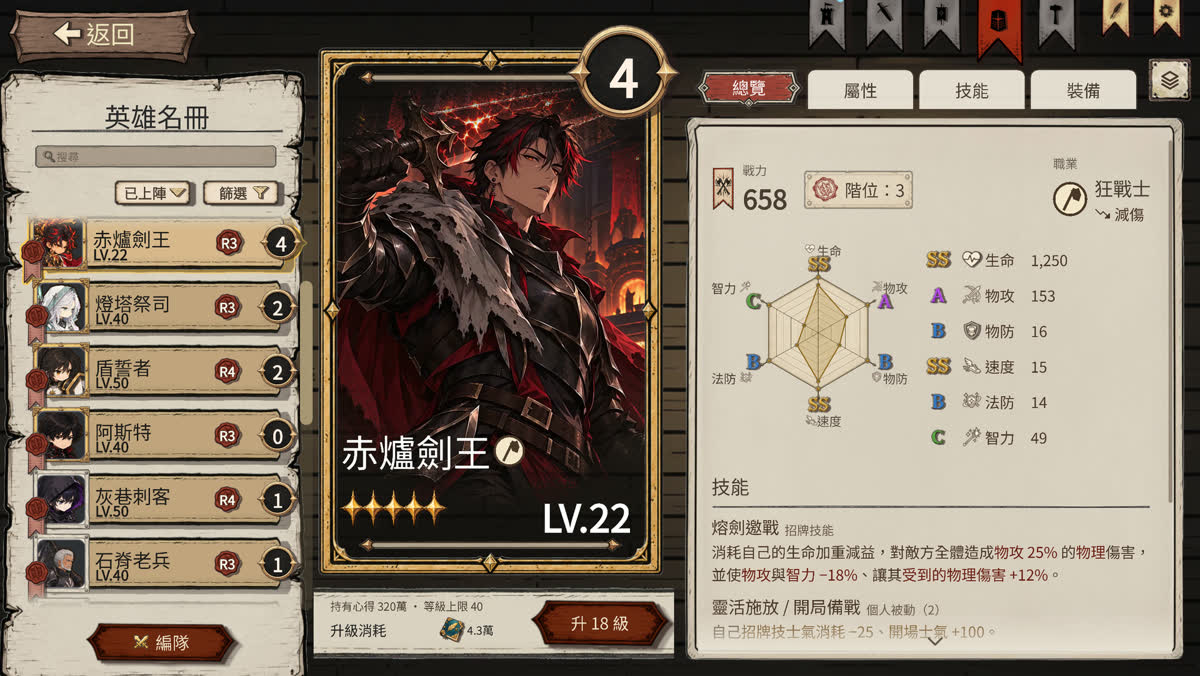 返回
英雄名冊
搜尋
已上陣
篩選
赤爐劍王
LV.22
R3
4
燈塔祭司
LV.40
R3
2
盾誓者
LV.50
R4
2
阿斯特
LV.40
R3
0
灰巷刺客
LV.50
R4
1
石脊老兵
LV.40
R3
1
編隊
4
赤爐劍王
LV.22
持有心得 320萬 · 等級上限 40
升級消耗
4.3萬
升 18 級
總覽
屬性
技能
裝備
戰力
658
階位:3
職業
狂戰士
減傷
生命
SS
智力
C
物攻
A
法防
B
物防
B
SS
速度
SS 生命 1,250
A 物攻 153
B 物防 16
SS 速度 15
B 法防 14
C 智力 49
技能
熔劍邀戰 招牌技能
消耗自己的生命加重減益,對敵方全體造成物攻 25% 的物理傷害,
並使物攻與智力 −18%、讓其受到的物理傷害 +12%。
靈活施放 / 開局備戰 個人被動(2)
自己招牌技士氣消耗 −25、開場士氣 +100。